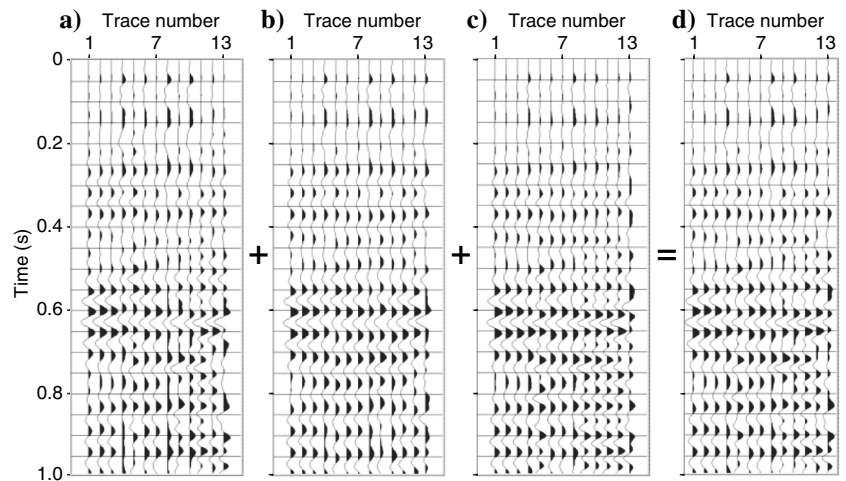 a) Trace number b) Trace number c) Trace number d) Trace number
1 7 13 1 7 13 1 7 13 1 7 13
0
0.2
0.4
Time (s)
+ + =
0.6
0.8
1.0